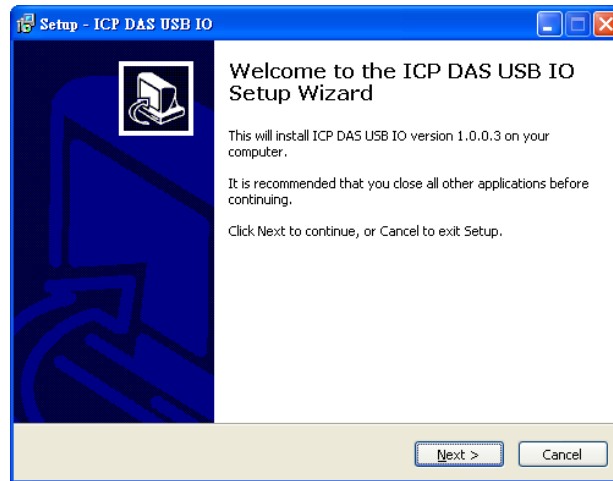 Setup - ICP DAS USB IO
Welcome to the ICP DAS USB IO
Setup Wizard
This will install ICP DAS USB IO version 1.0.0.3 on your
computer.
It is recommended that you close all other applications before
continuing.
Click Next to continue, or Cancel to exit Setup.
Next >
Cancel